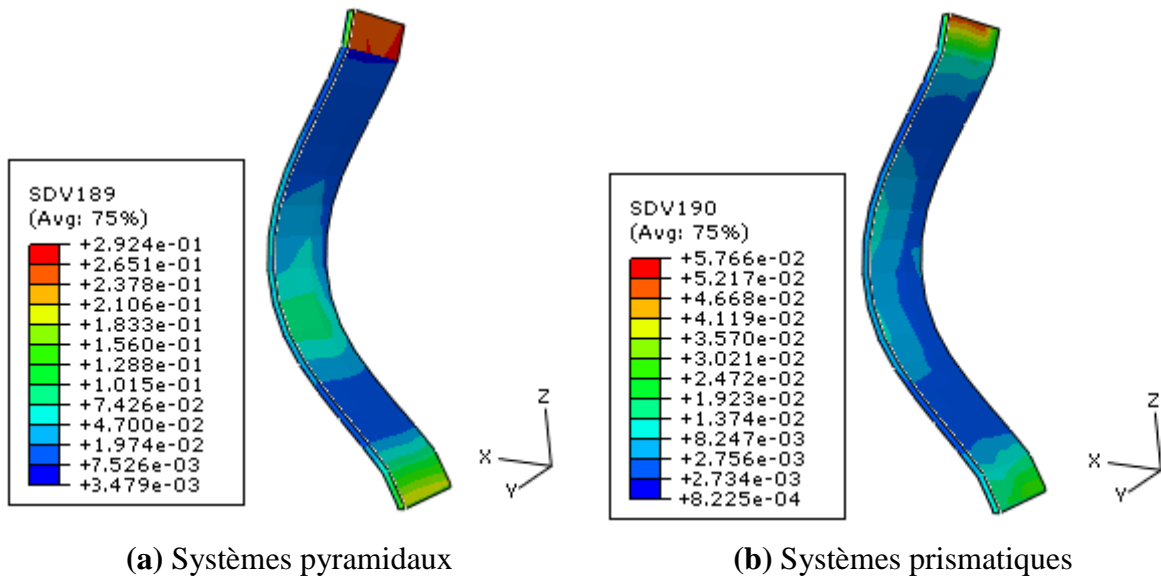 SDV189
(Avg: 75%)
+2.924e-01
+2.651e-01
+2.378e-01
+2.106e-01
+1.833e-01
+1.560e-01
+1.288e-01
+1.015e-01
+7.426e-02
+4.700e-02
+1.974e-02
+7.526e-03
+3.479e-03
X
Y
Z
SDV190
(Avg: 75%)
+5.766e-02
+5.217e-02
+4.668e-02
+4.119e-02
+3.570e-02
+3.021e-02
+2.472e-02
+1.923e-02
+1.374e-02
+8.247e-03
+2.756e-03
+2.734e-03
+8.225e-04
X
Y
Z
(a) Systèmes pyramidaux
(b) Systèmes prismatiques